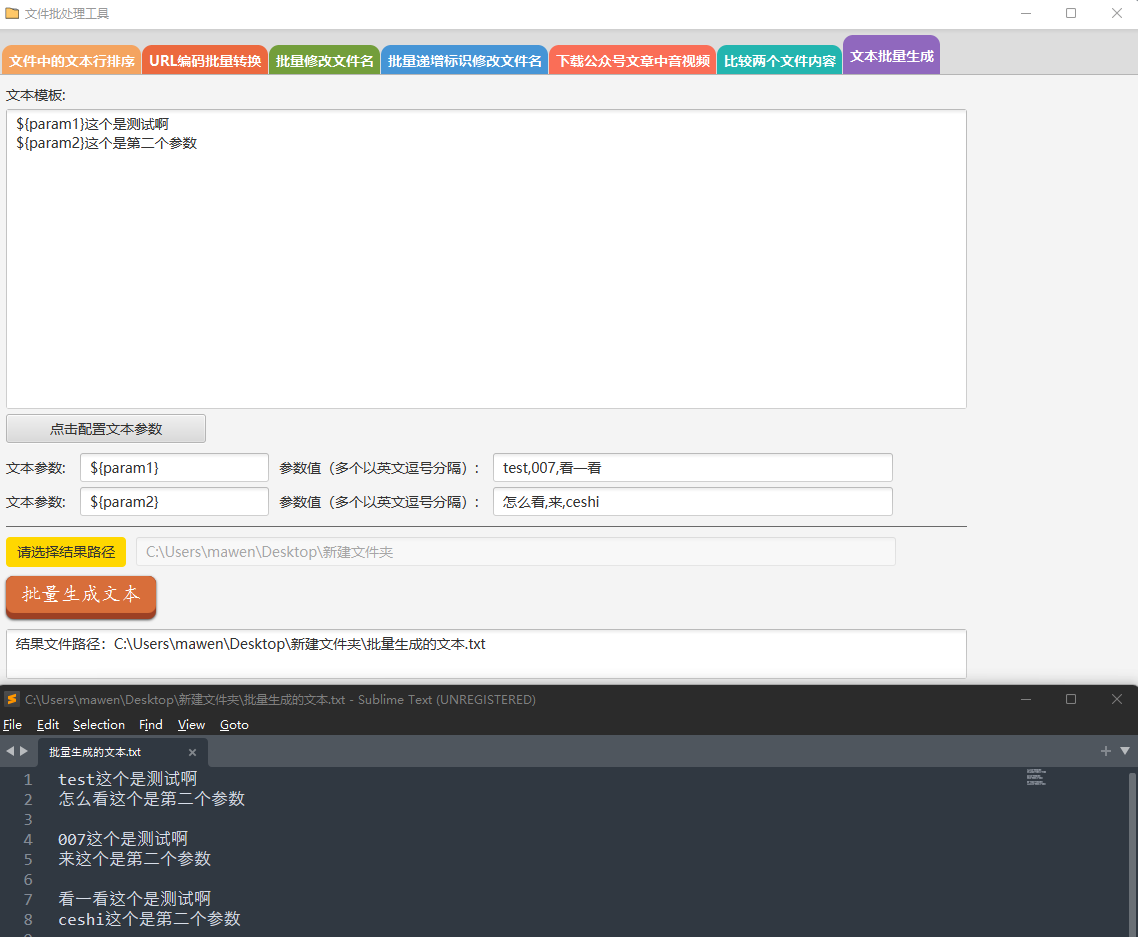 文件批处理工具
文件中的文本行排序 URL编码批量转换 批量修改文件名 批量递增标识修改文件名 下载公众号文章中音视频 比较两个文件内容 文本批量生成
文本模板:
${param1}这个是测试啊
${param2}这个是第二个参数
点击配置文本参数
文本参数: ${param1} 参数值（多个以英文逗号分隔）: test,007,看一看
文本参数: ${param2} 参数值（多个以英文逗号分隔）: 怎么看,来,ceshi
请选择结果路径 C:\Users\mawen\Desktop\新建文件夹
批量生成文本
结果文件路径：C:\Users\mawen\Desktop\新建文件夹\批量生成的文本.txt
C:\Users\mawen\Desktop\新建文件夹\批量生成的文本.txt - Sublime Text (UNREGISTERED)
File Edit Selection Find View Goto
批量生成的文本.txt
1 test这个是测试啊
2 怎么看这个是第二个参数
3
4 007这个是测试啊
5 来这个是第二个参数
6
7 看一看这个是测试啊
8 ceshi这个是第二个参数